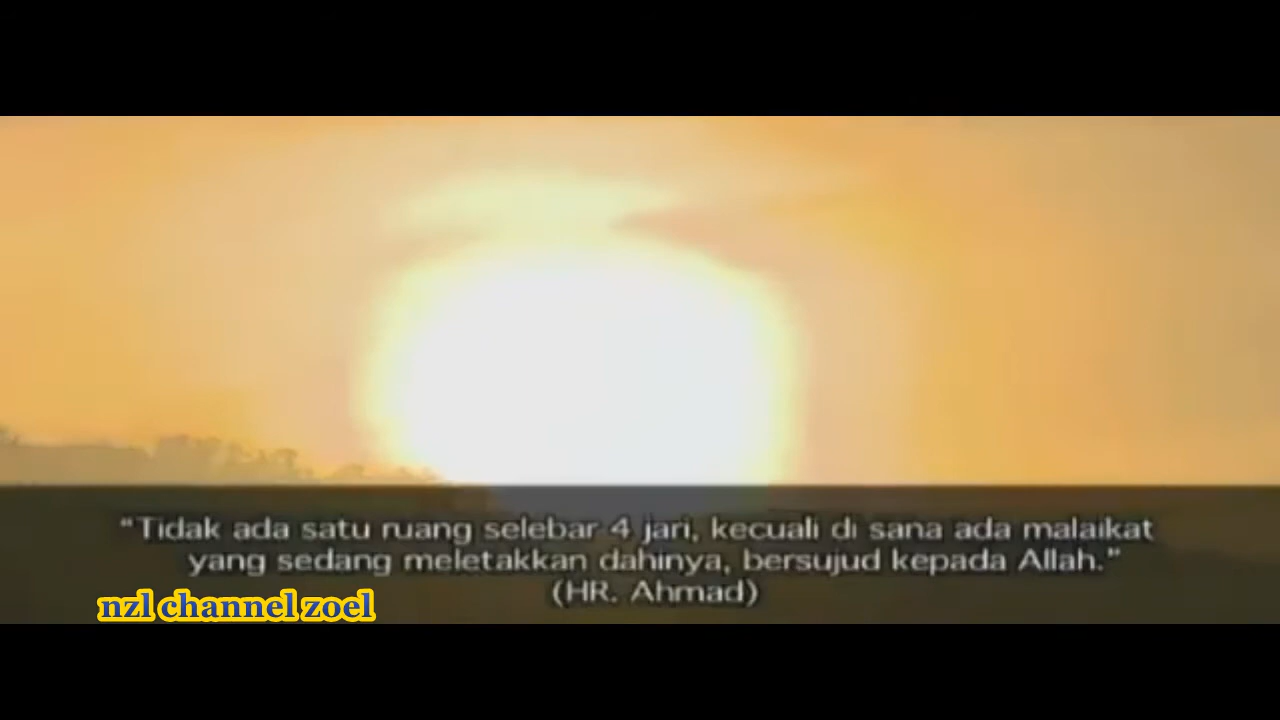 "Tidak ada satu ruang selebar 4 jari, kecuali di sana ada malaikat
yang sedang meletakkan dahinya, bersujud kepada Allah."
(HR. Ahmad)
nzl channel zoel